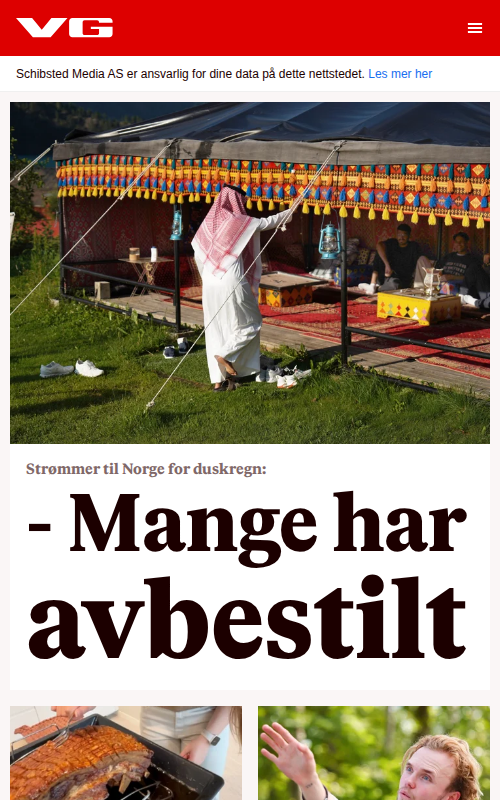 VG
Schibsted Media AS er ansvarlig for dine data på dette nettstedet. Les mer her
Strømmer til Norge for duskregn:
- Mange har
avbestilt